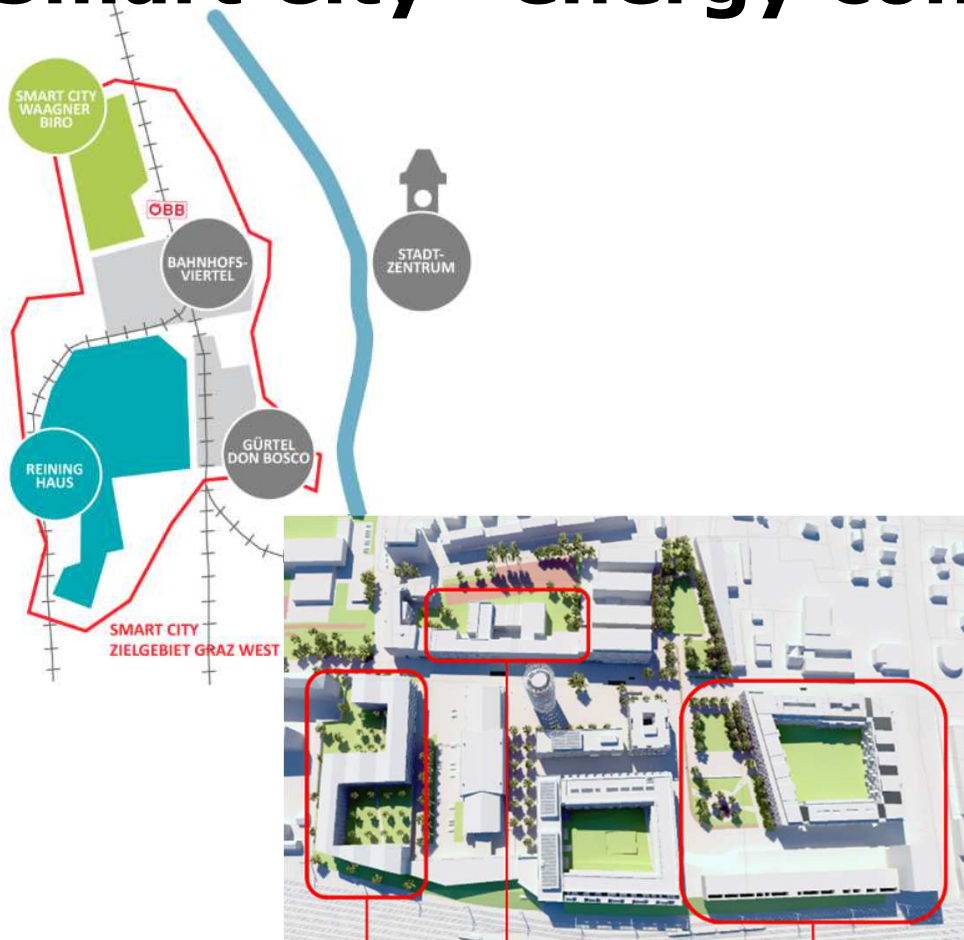 SMART CITY
WAAGNER
BIRO
ÖBB
BAHNHOFS-
VIERTEL
STADT-
ZENTRUM
GÜRTEL
DON BOSCO
REINING
HAUS
SMART CITY
ZIELGEBIET GRAZ WEST